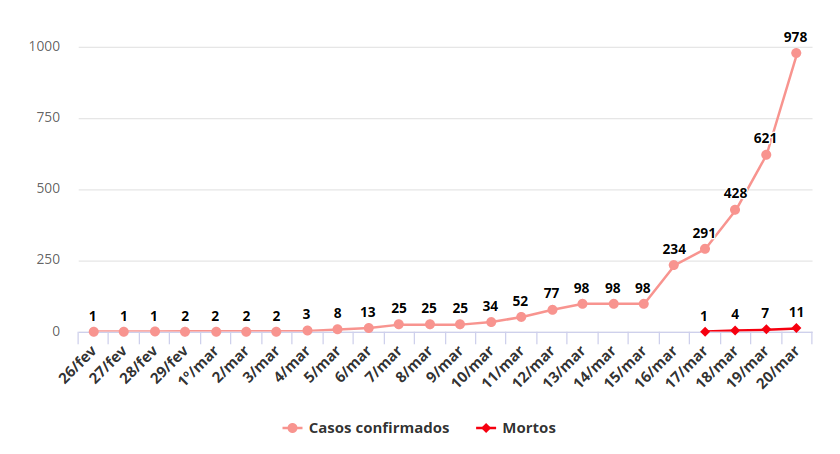 978
1000
750
621
500
428
291
234
250
1 1 1 2 2 2 2 3 8 13 25 25 25 34 52 77 98 98 98
1 4 7 11
0
26/fev 27/fev 28/fev 29/fev 1º/mar 2/mar 3/mar 4/mar 5/mar 6/mar 7/mar 8/mar 9/mar 10/mar 11/mar 12/mar 13/mar 14/mar 15/mar 16/mar 17/mar 18/mar 19/mar 20/mar
Casos confirmados Mortos